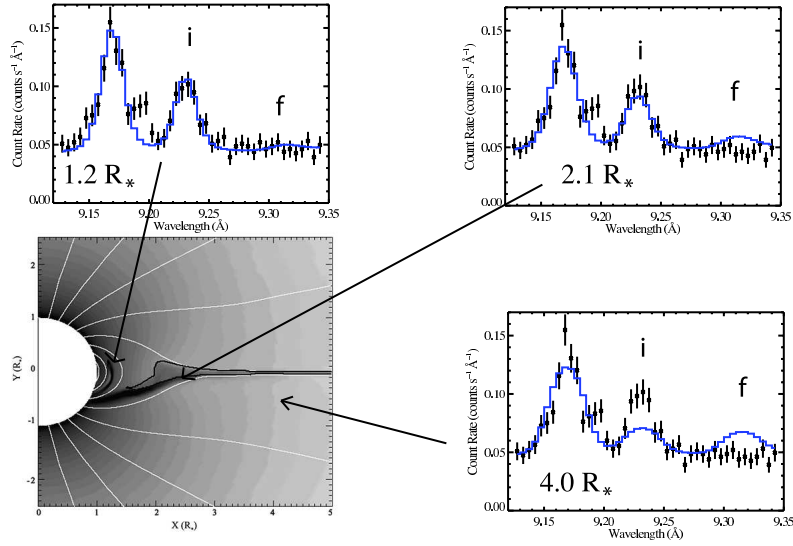 0.15
0.10
0.05
0.00
Count Rate (counts s⁻¹ Å⁻¹)
i
f
1.2 R*
9.15 9.20 9.25 9.30 9.35
Wavelength (Å)
0.15
0.10
0.05
0.00
Count Rate (counts s⁻¹ Å⁻¹)
i
f
2.1 R*
9.15 9.20 9.25 9.30 9.35
Wavelength (Å)
2
1
0
-1
-2
Y (R*)
0 1 2 3 4 5
X (R*)
0.15
0.10
0.05
0.00
Count Rate (counts s⁻¹ Å⁻¹)
i
f
4.0 R*
9.15 9.20 9.25 9.30 9.35
Wavelength (Å)